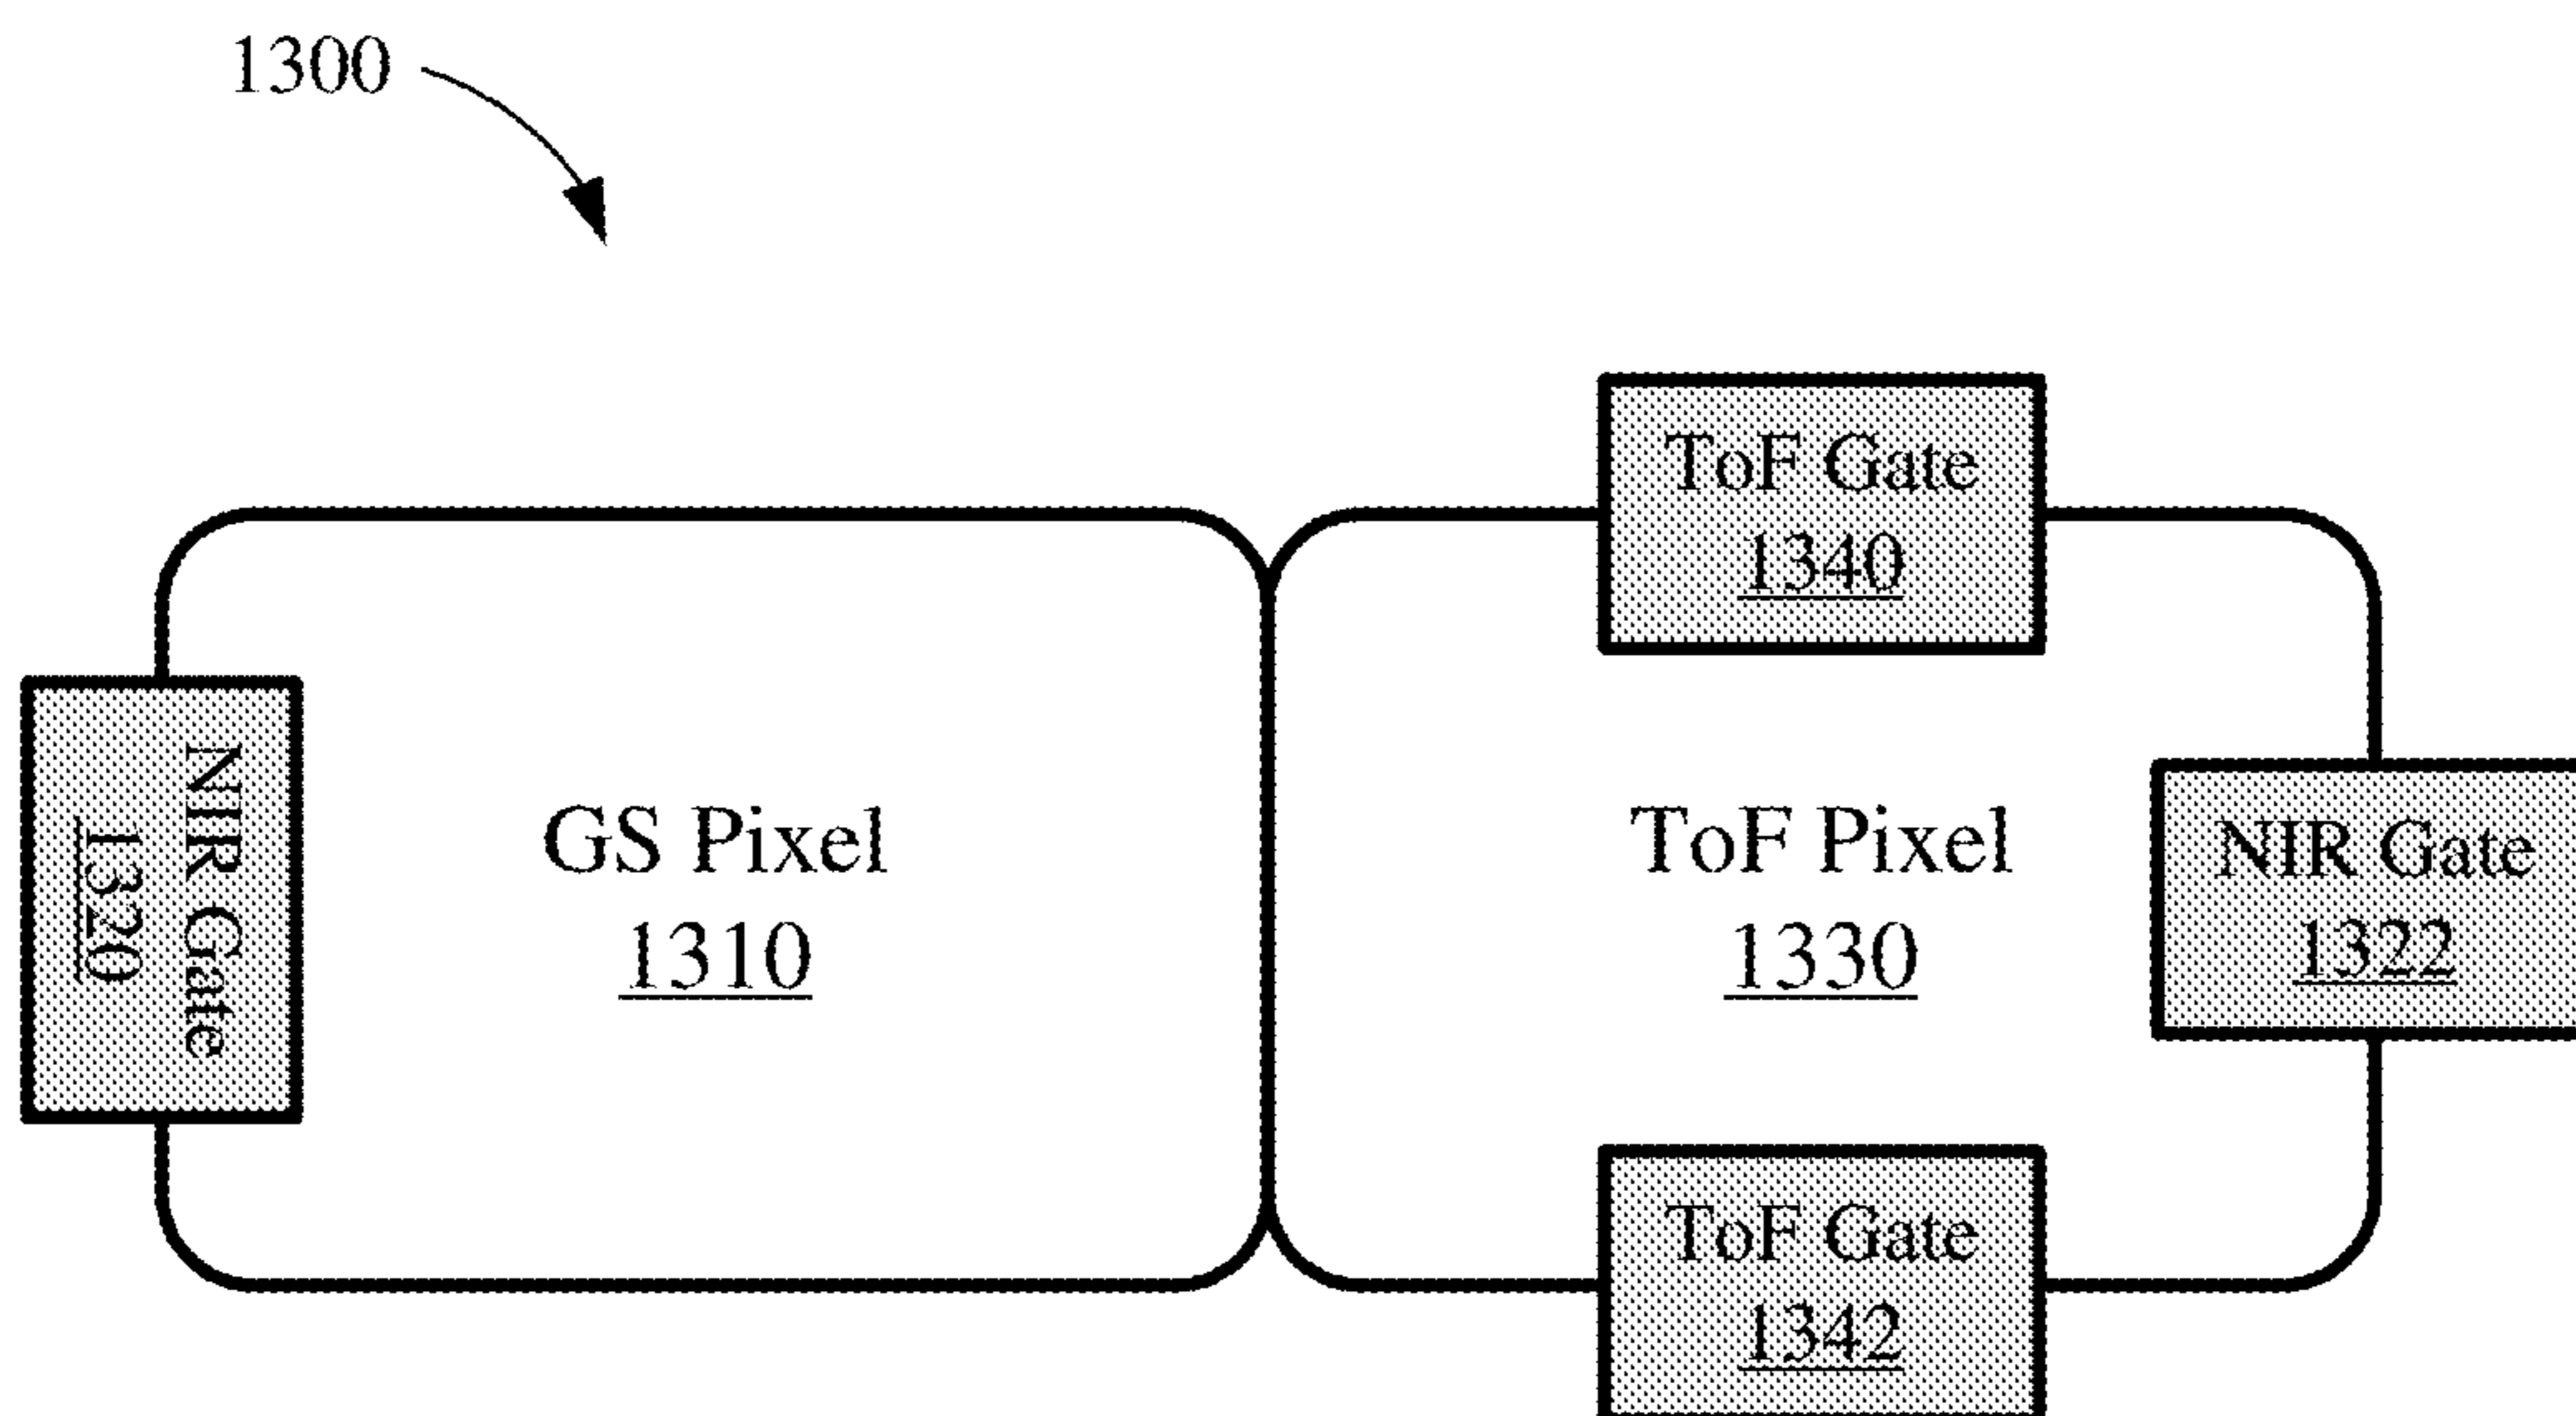 1300
ToF Gate
1340
NIR Gate
1320
GS Pixel
1310
ToF Pixel
1330
NIR Gate
1322
ToF Gate
1342